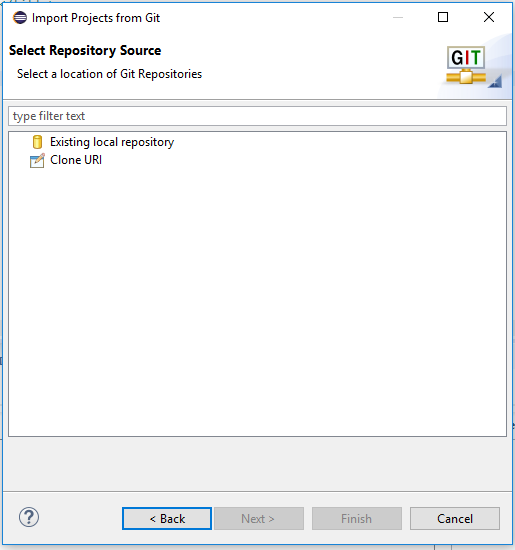 Import Projects from Git
Select Repository Source
Select a location of Git Repositories
GIT
type filter text
Existing local repository
Clone URI
?
< Back
Next >
Finish
Cancel